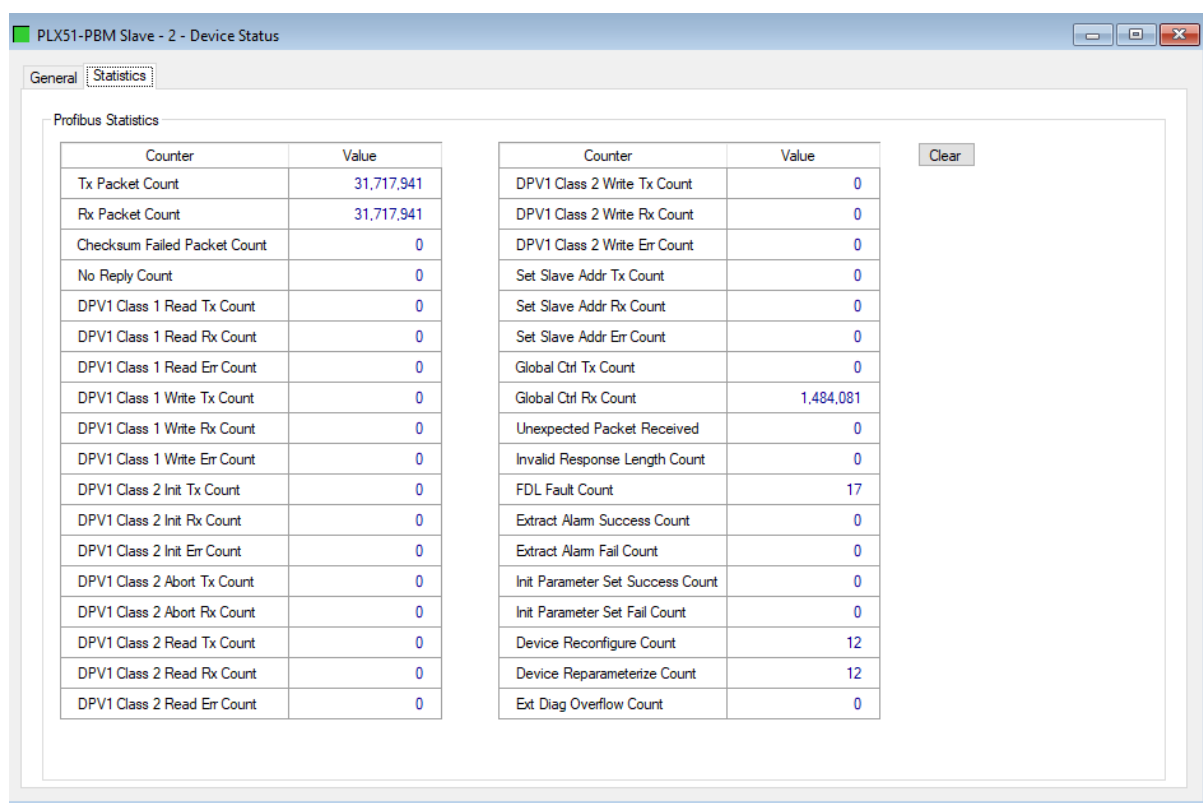 PLX51-PBM Slave - 2 - Device Status
General Statistics
Profibus Statistics
Counter Value
Tx Packet Count 31,717,941
Rx Packet Count 31,717,941
Checksum Failed Packet Count 0
No Reply Count 0
DPV1 Class 1 Read Tx Count 0
DPV1 Class 1 Read Rx Count 0
DPV1 Class 1 Read Err Count 0
DPV1 Class 1 Write Tx Count 0
DPV1 Class 1 Write Rx Count 0
DPV1 Class 1 Write Err Count 0
DPV1 Class 2 Init Tx Count 0
DPV1 Class 2 Init Rx Count 0
DPV1 Class 2 Init Err Count 0
DPV1 Class 2 Abort Tx Count 0
DPV1 Class 2 Abort Rx Count 0
DPV1 Class 2 Read Tx Count 0
DPV1 Class 2 Read Rx Count 0
DPV1 Class 2 Read Err Count 0
Counter Value
DPV1 Class 2 Write Tx Count 0
DPV1 Class 2 Write Rx Count 0
DPV1 Class 2 Write Err Count 0
Set Slave Addr Tx Count 0
Set Slave Addr Rx Count 0
Set Slave Addr Err Count 0
Global Ctrl Tx Count 0
Global Ctrl Rx Count 1,484,081
Unexpected Packet Received 0
Invalid Response Length Count 0
FDL Fault Count 17
Extract Alarm Success Count 0
Extract Alarm Fail Count 0
Init Parameter Set Success Count 0
Init Parameter Set Fail Count 0
Device Reconfigure Count 12
Device Reparameterize Count 12
Ext Diag Overflow Count 0
Clear